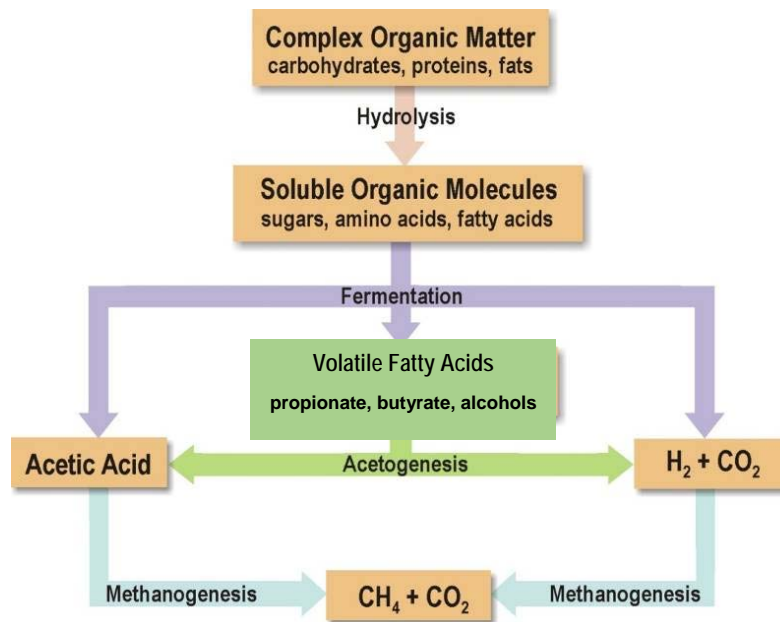 Complex Organic Matter
carbohydrates, proteins, fats
Hydrolysis
Soluble Organic Molecules
sugars, amino acids, fatty acids
Fermentation
Volatile Fatty Acids
propionate, butyrate, alcohols
Acetic Acid
Acetogenesis
H₂ + CO₂
Methanogenesis
CH₄ + CO₂
Methanogenesis